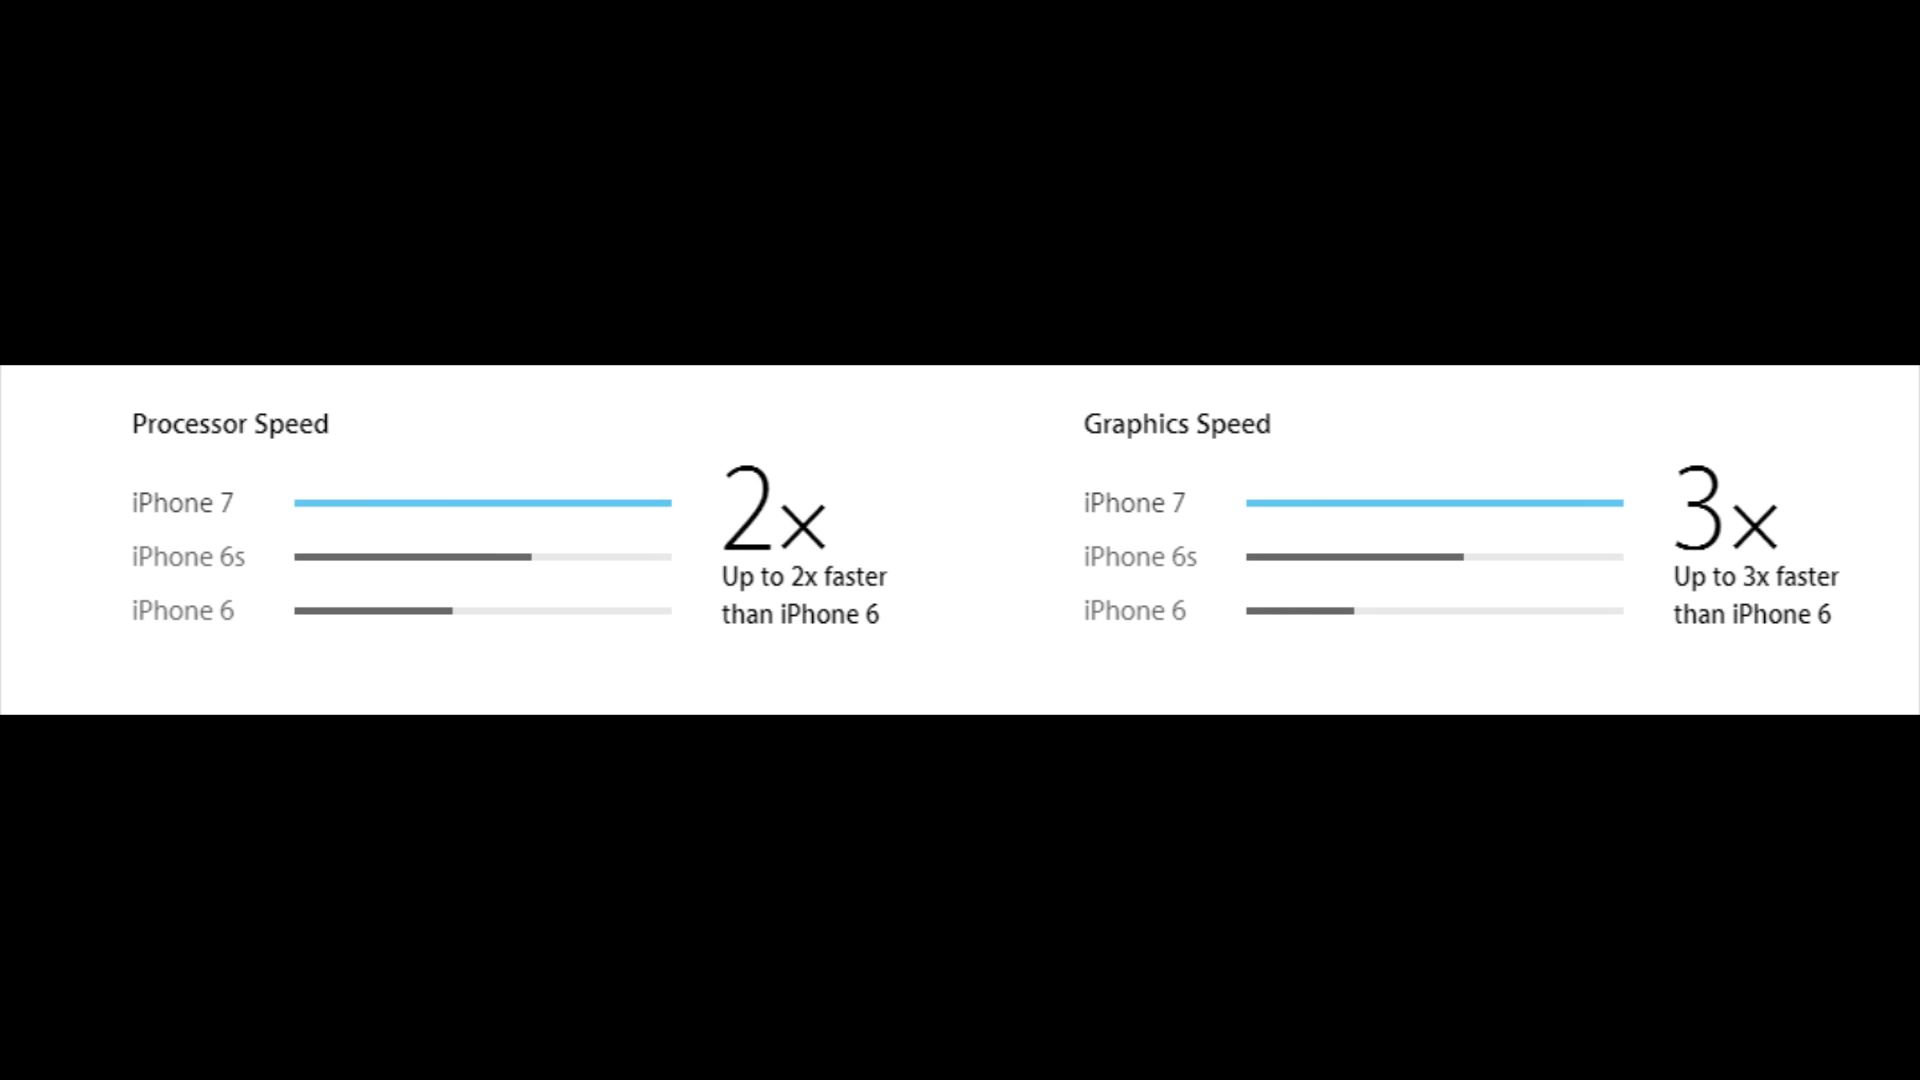 Processor Speed
iPhone 7
iPhone 6s
iPhone 6
2x
Up to 2x faster
than iPhone 6
Graphics Speed
iPhone 7
iPhone 6s
iPhone 6
3x
Up to 3x faster
than iPhone 6